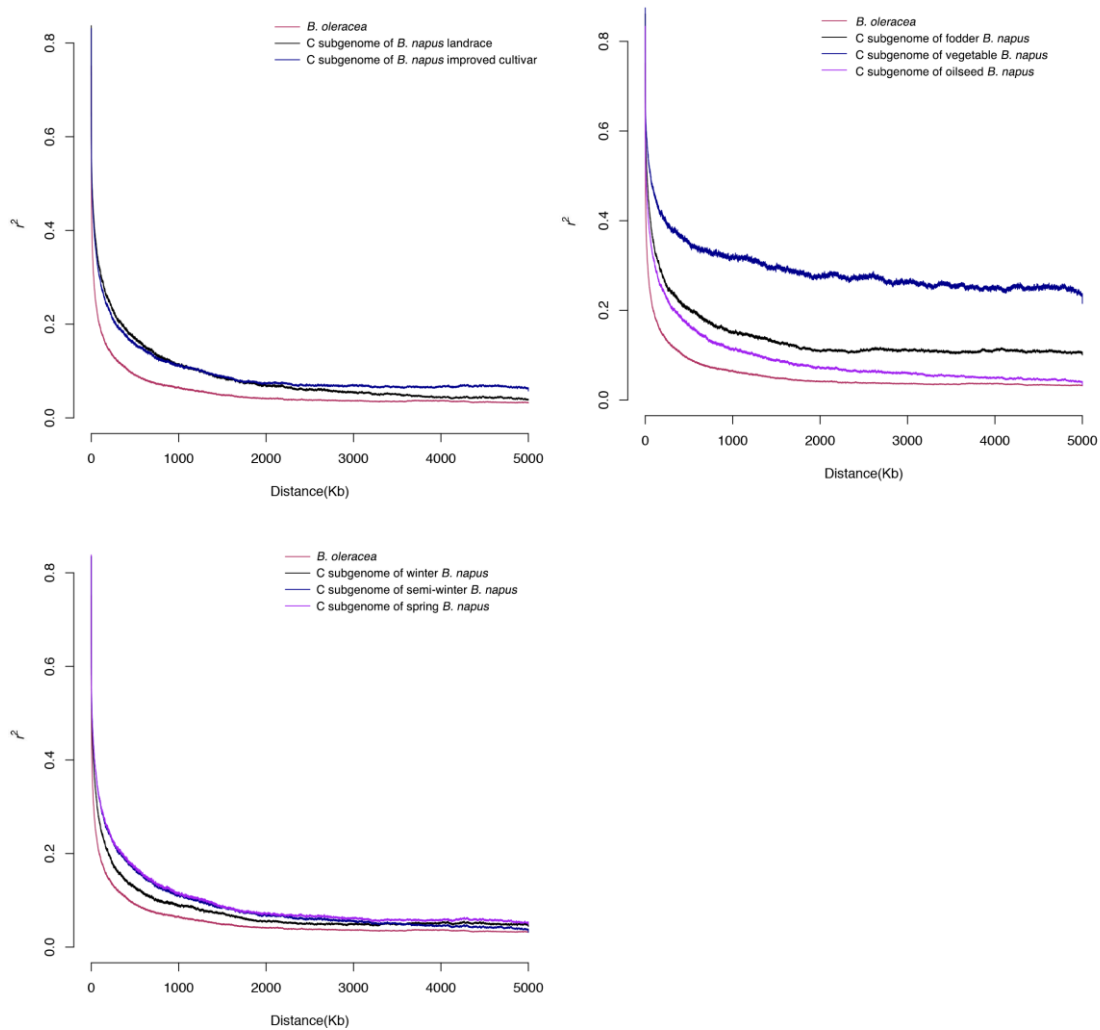 B. oleracea
C subgenome of B. napus landrace
C subgenome of B. napus improved cultivar
0.8
0.6
0.4
0.2
0.0
r²
0 1000 2000 3000 4000 5000
Distance(Kb)
B. oleracea
C subgenome of fodder B. napus
C subgenome of vegetable B. napus
C subgenome of oilseed B. napus
0.8
0.6
0.4
0.2
0.0
r²
0 1000 2000 3000 4000 5000
Distance(Kb)
B. oleracea
C subgenome of winter B. napus
C subgenome of semi-winter B. napus
C subgenome of spring B. napus
0.8
0.6
0.4
0.2
0.0
r²
0 1000 2000 3000 4000 5000
Distance(Kb)